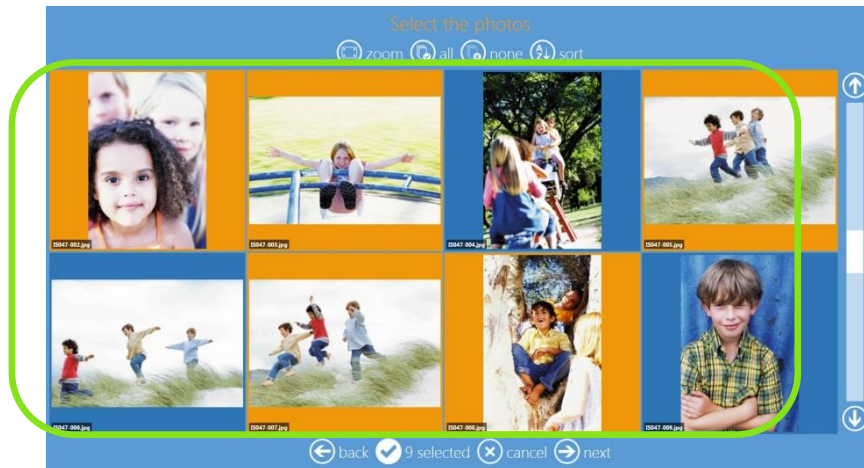 Select the photos
zoom all none sort
IS047-002.jpg IS047-003.jpg IS047-004.jpg IS047-005.jpg
IS047-006.jpg IS047-007.jpg IS047-008.jpg IS047-009.jpg
back 9 selected cancel next